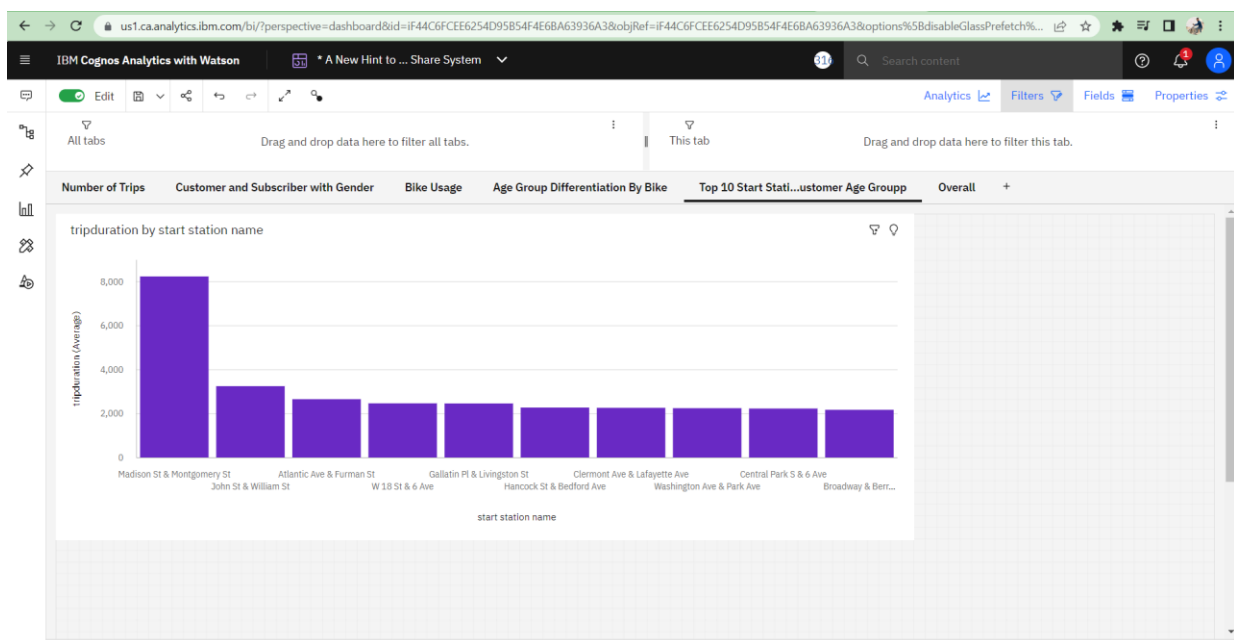 us1.ca.analytics.ibm.com/bi/?perspective=dashboard&id=iF44C6FCEE6254D95B54F4E6BA63936A3&objRef=iF44C6FCEE6254D95B54F4E6BA63936A3&options%5BdisableGlassPrefetch%...
IBM Cognos Analytics with Watson
* A New Hint to ... Share System
Search content
1
Edit
Analytics
Filters
Fields
Properties
All tabs
Drag and drop data here to filter all tabs.
This tab
Drag and drop data here to filter this tab.
Number of Trips
Customer and Subscriber with Gender
Bike Usage
Age Group Differentiation By Bike
Top 10 Start Stati...ustomer Age Groupp
Overall
+
tripduration by start station name
tripduration (Average)
8,000
6,000
4,000
2,000
0
Madison St & Montgomery St
John St & William St
Atlantic Ave & Furman St
W 18 St & 6 Ave
Gallatin Pl & Livingston St
Hancock St & Bedford Ave
Clermont Ave & Lafayette Ave
Washington Ave & Park Ave
Central Park S & 6 Ave
Broadway & Berr...
start station name